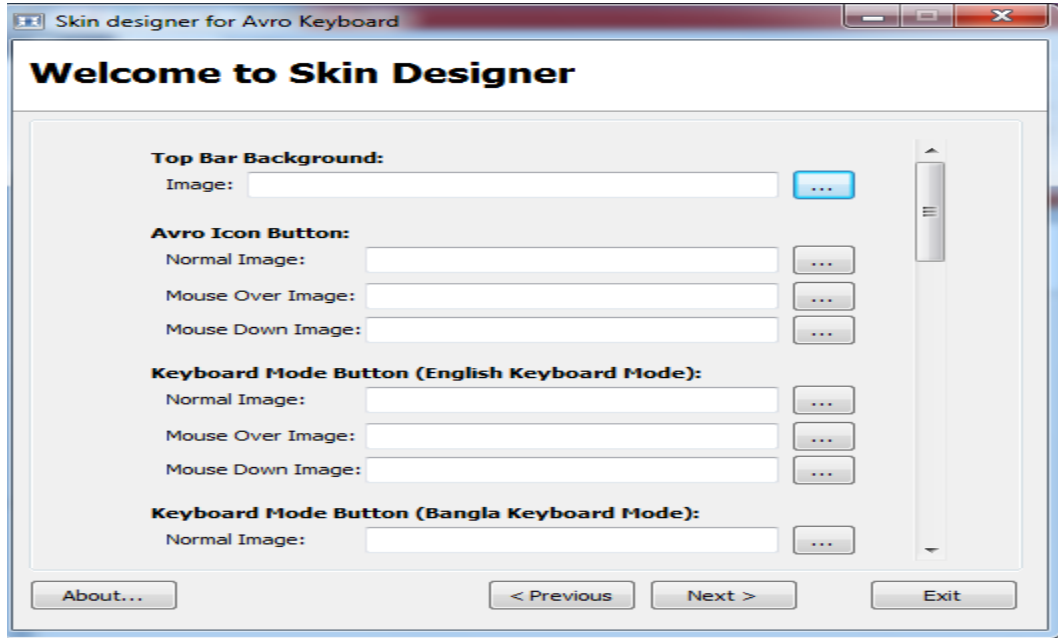 Skin designer for Avro Keyboard
Welcome to Skin Designer
Top Bar Background:
Image: ...
Avro Icon Button:
Normal Image: ...
Mouse Over Image: ...
Mouse Down Image: ...
Keyboard Mode Button (English Keyboard Mode):
Normal Image: ...
Mouse Over Image: ...
Mouse Down Image: ...
Keyboard Mode Button (Bangla Keyboard Mode):
Normal Image: ...
About... < Previous Next > Exit